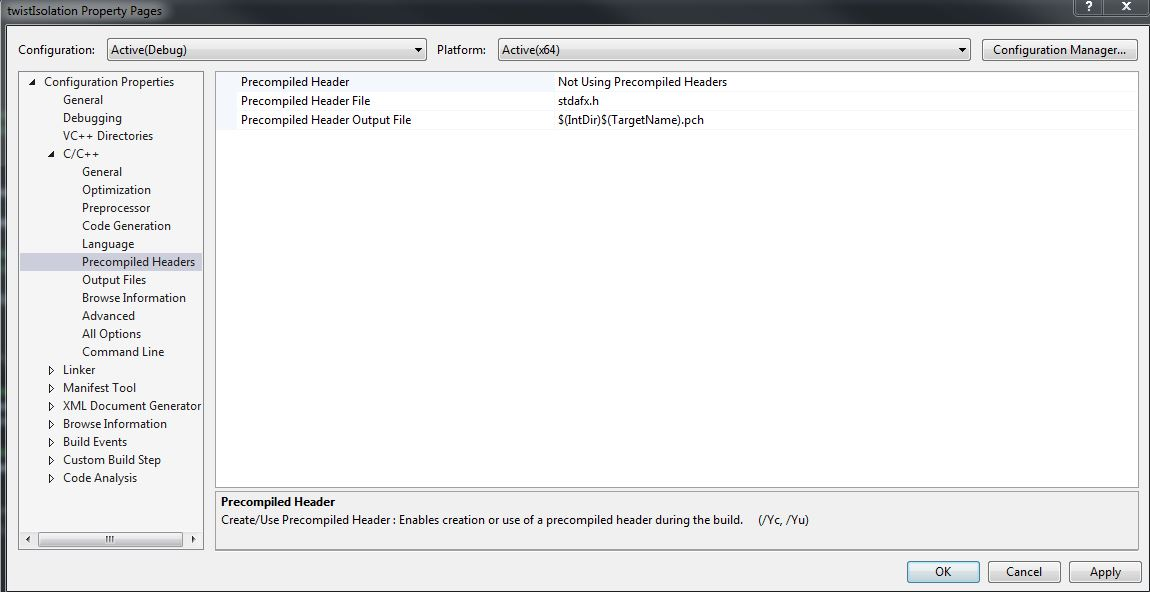 twistIsolation Property Pages
?
X
Configuration: Active(Debug) Platform: Active(x64) Configuration Manager...
Configuration Properties
General
Debugging
VC++ Directories
C/C++
General
Optimization
Preprocessor
Code Generation
Language
Precompiled Headers
Output Files
Browse Information
Advanced
All Options
Command Line
Linker
Manifest Tool
XML Document Generator
Browse Information
Build Events
Custom Build Step
Code Analysis
Precompiled Header Not Using Precompiled Headers
Precompiled Header File stdafx.h
Precompiled Header Output File $(IntDir)$(TargetName).pch
Precompiled Header
Create/Use Precompiled Header : Enables creation or use of a precompiled header during the build. (/Yc, /Yu)
OK Cancel Apply